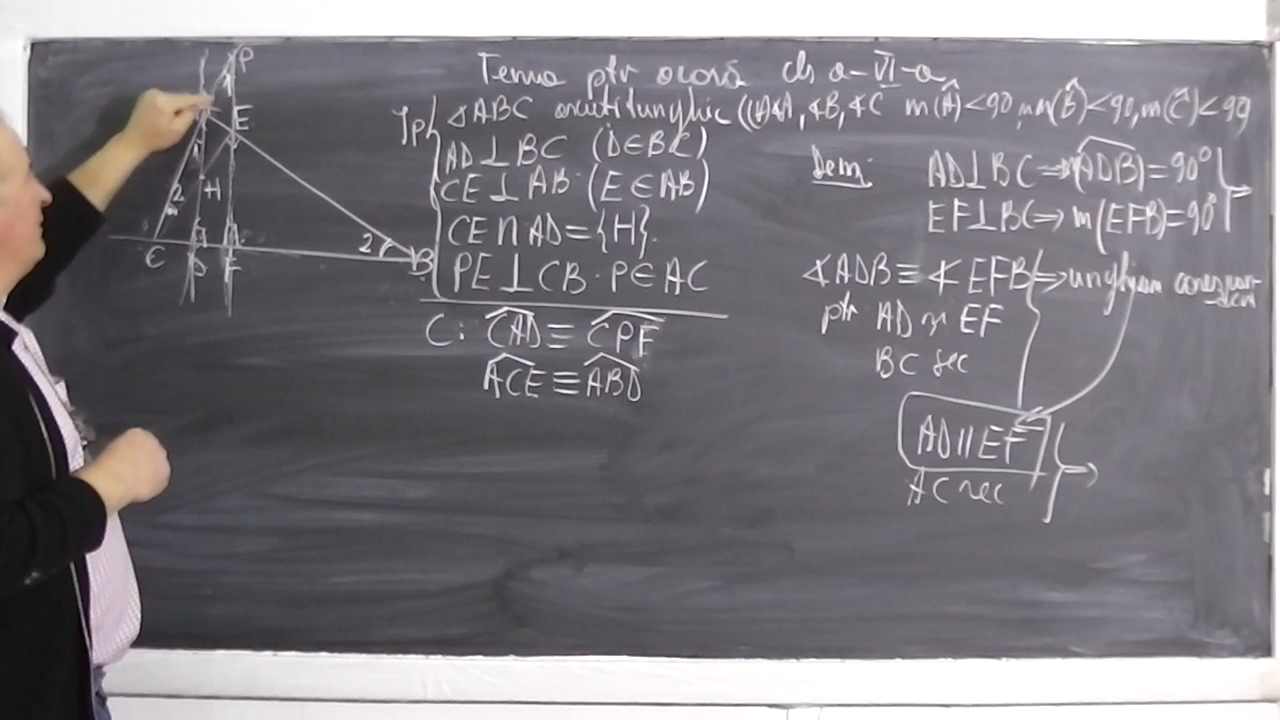 Tema ptr acasă cls a-VI-a
Ip ∢ABC ascuțitunghic ((∀)∢A, ∢B, ∢C m(Â)<90, m(B̂)<90, m(Ĉ)<90
AD⊥BC (D∈BC)
CE⊥AB (E∈AB)
CE∩AD={H}.
PE⊥CB. P∈AC
C: CAD≡CPF
ACE≡ABD
Dem:
AD⊥BC⇒m(ADB)=90°
EF⊥BC⇒m(EFB)=90°
∢ADB≡∢EFB⇒
ptr AD și EF
BC sec
AD∥EF
AC sec
P
E
2
H
C
D
F
2
B